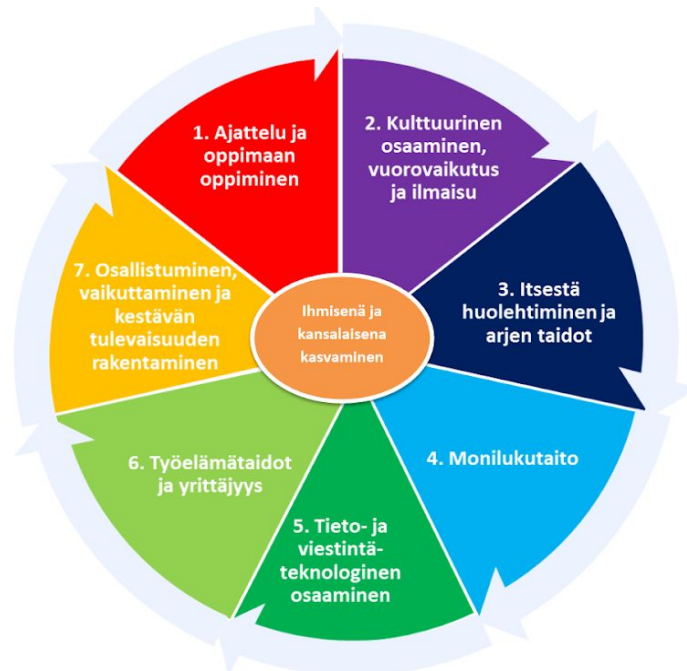 1. Ajattelu ja
oppimaan
oppiminen
2. Kulttuurinen
osaaminen,
vuorovaikutus
ja ilmaisu
3. Itsestä
huolehtiminen ja
arjen taidot
4. Monilukutaito
5. Tieto- ja
viestintä-
teknologinen
osaaminen
6. Työelämätaidot
ja yrittäjyys
7. Osallistuminen,
vaikuttaminen ja
kestävän
tulevaisuuden
rakentaminen
Ihmisenä ja
kansalaisena
kasvaminen